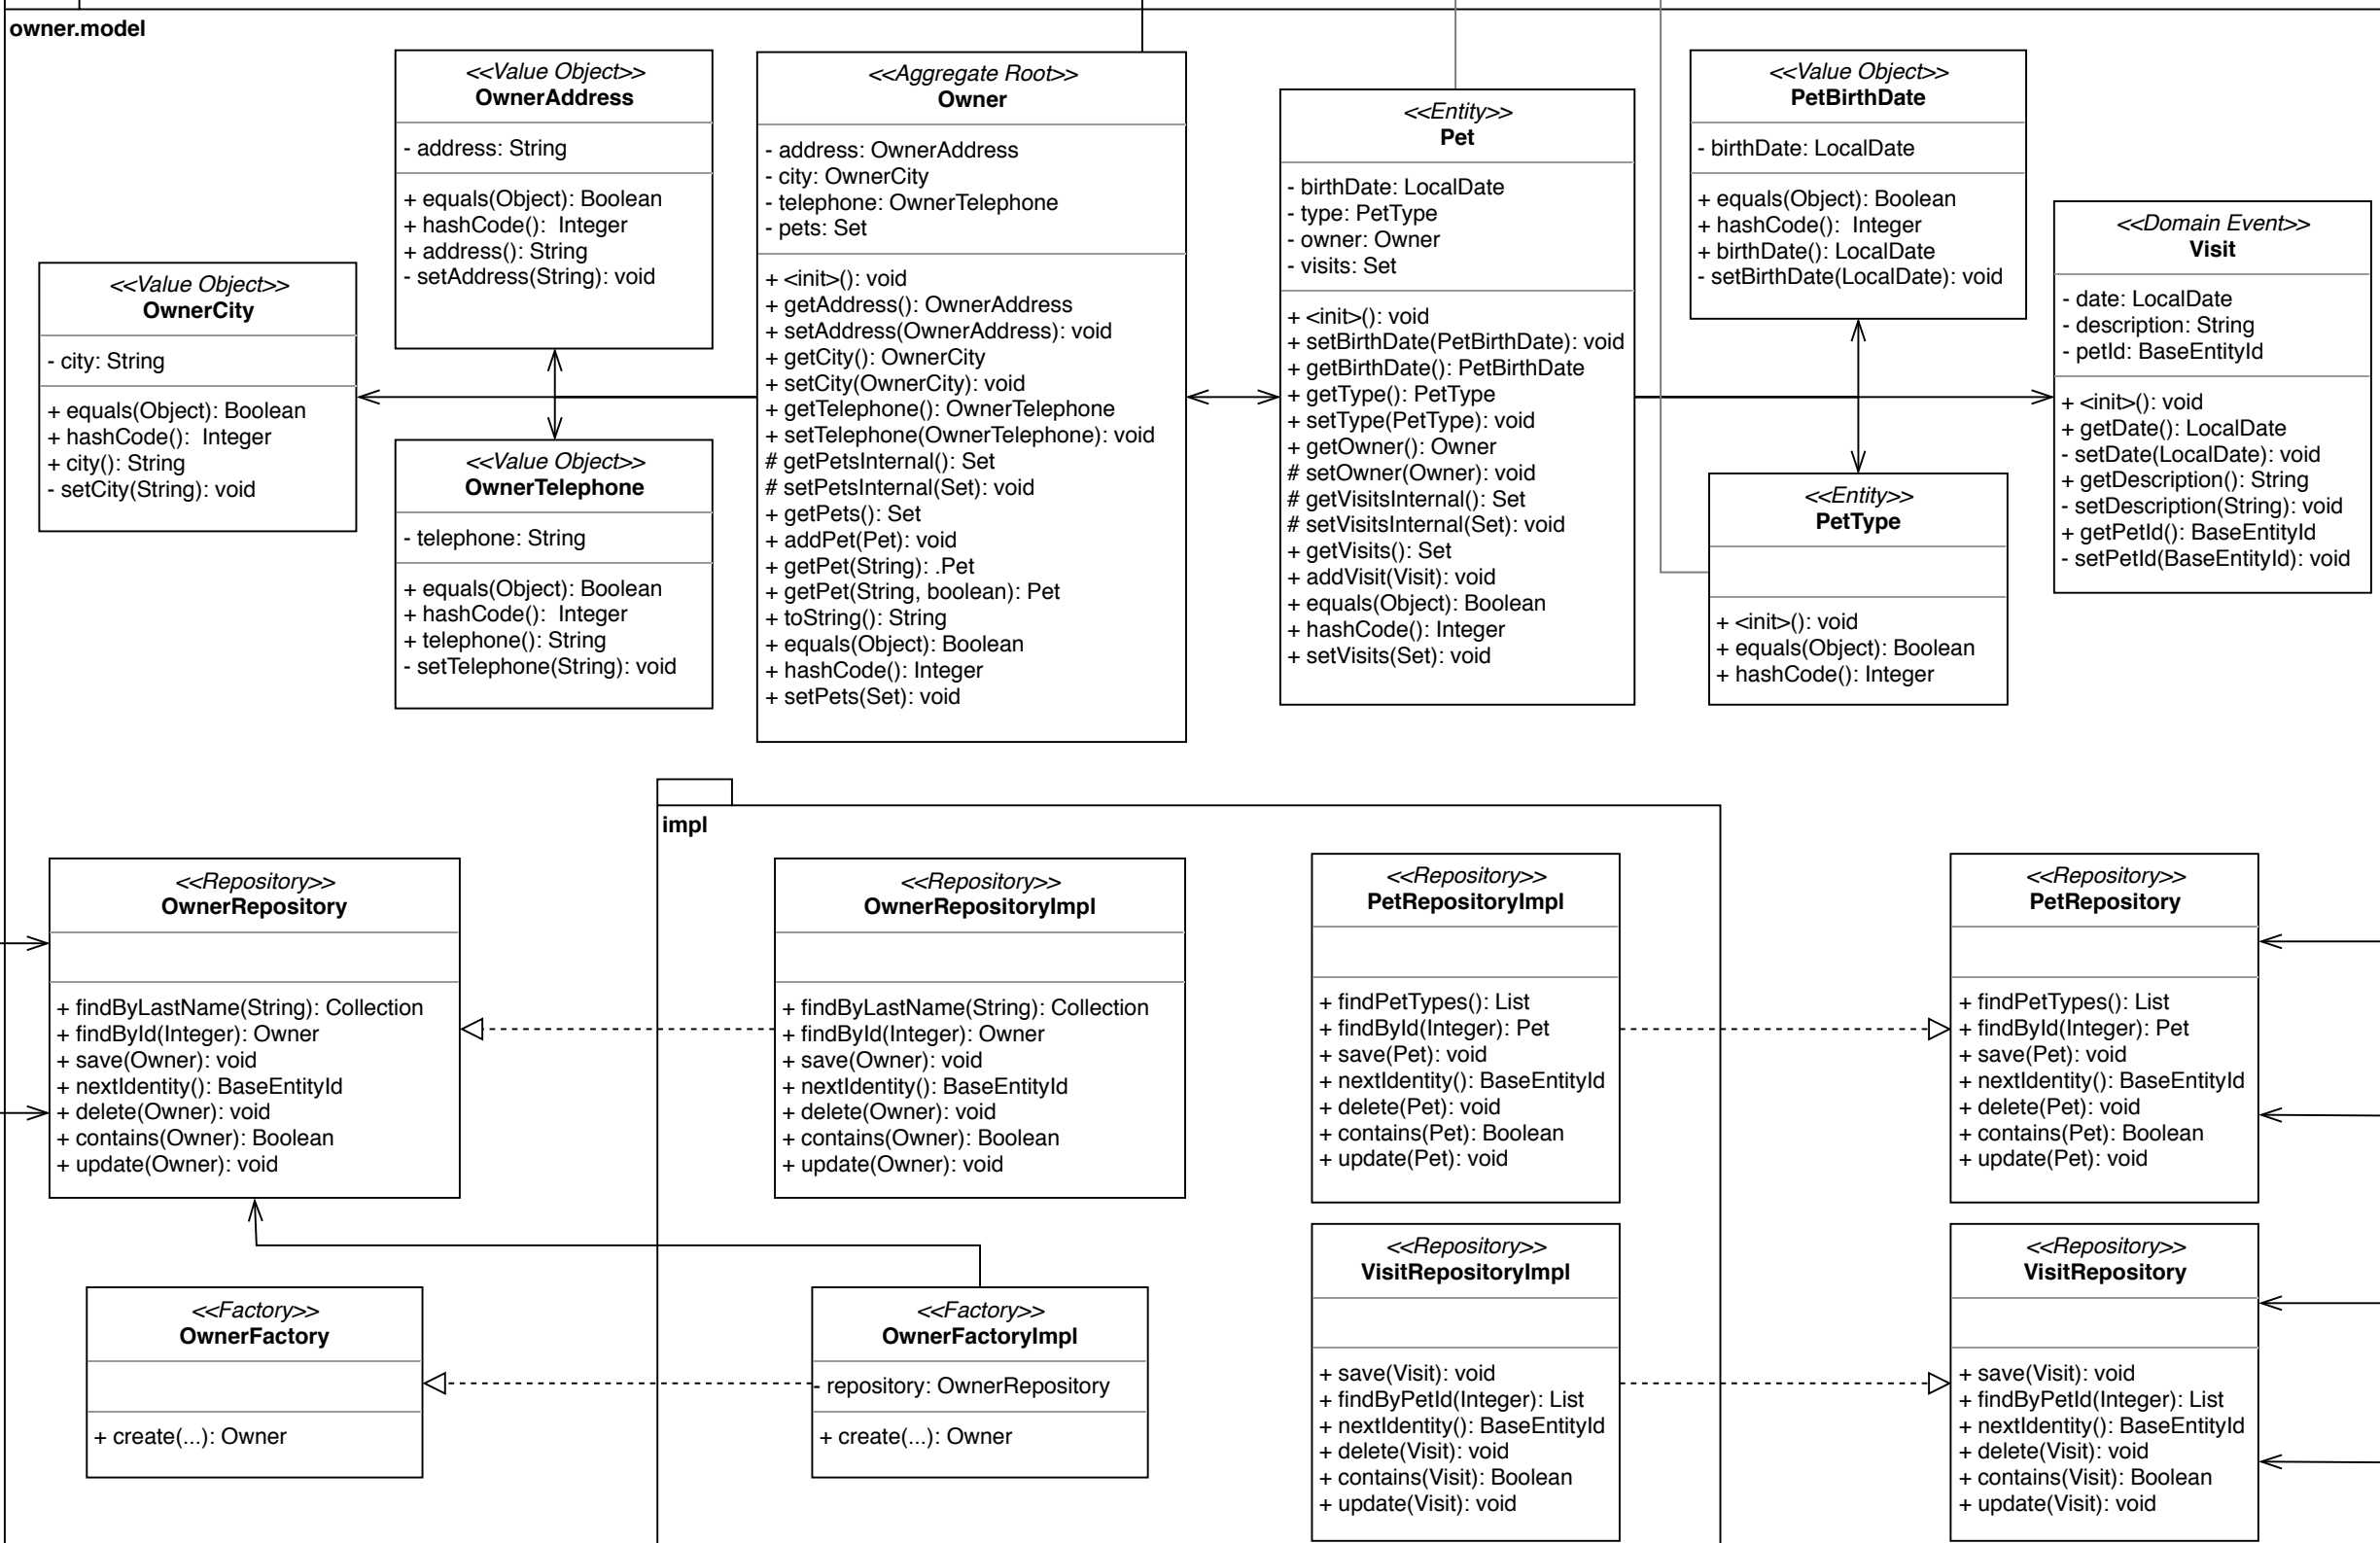 owner.model
<<Value Object>>
OwnerAddress
- address: String
+ equals(Object): Boolean
+ hashCode():  Integer
+ address(): String
- setAddress(String): void
<<Value Object>>
OwnerCity
- city: String
+ equals(Object): Boolean
+ hashCode():  Integer
+ city(): String
- setCity(String): void
<<Value Object>>
OwnerTelephone
- telephone: String
+ equals(Object): Boolean
+ hashCode():  Integer
+ telephone(): String
- setTelephone(String): void
<<Aggregate Root>>
Owner
- address: OwnerAddress
- city: OwnerCity
- telephone: OwnerTelephone
- pets: Set
+ <init>(): void
+ getAddress(): OwnerAddress
+ setAddress(OwnerAddress): void
+ getCity(): OwnerCity
+ setCity(OwnerCity): void
+ getTelephone(): OwnerTelephone
+ setTelephone(OwnerTelephone): void
# getPetsInternal(): Set
# setPetsInternal(Set): void
+ getPets(): Set
+ addPet(Pet): void
+ getPet(String): .Pet
+ getPet(String, boolean): Pet
+ toString(): String
+ equals(Object): Boolean
+ hashCode(): Integer
+ setPets(Set): void
<<Entity>>
Pet
- birthDate: LocalDate
- type: PetType
- owner: Owner
- visits: Set
+ <init>(): void
+ setBirthDate(PetBirthDate): void
+ getBirthDate(): PetBirthDate
+ getType(): PetType
+ setType(PetType): void
+ getOwner(): Owner
# setOwner(Owner): void
# getVisitsInternal(): Set
# setVisitsInternal(Set): void
+ getVisits(): Set
+ addVisit(Visit): void
+ equals(Object): Boolean
+ hashCode(): Integer
+ setVisits(Set): void
<<Value Object>>
PetBirthDate
- birthDate: LocalDate
+ equals(Object): Boolean
+ hashCode():  Integer
+ birthDate(): LocalDate
- setBirthDate(LocalDate): void
<<Entity>>
PetType
+ <init>(): void
+ equals(Object): Boolean
+ hashCode(): Integer
<<Domain Event>>
Visit
- date: LocalDate
- description: String
- petId: BaseEntityId
+ <init>(): void
+ getDate(): LocalDate
- setDate(LocalDate): void
+ getDescription(): String
- setDescription(String): void
+ getPetId(): BaseEntityId
- setPetId(BaseEntityId): void
impl
<<Repository>>
OwnerRepository
+ findByLastName(String): Collection
+ findById(Integer): Owner
+ save(Owner): void
+ nextIdentity(): BaseEntityId
+ delete(Owner): void
+ contains(Owner): Boolean
+ update(Owner): void
<<Repository>>
OwnerRepositoryImpl
+ findByLastName(String): Collection
+ findById(Integer): Owner
+ save(Owner): void
+ nextIdentity(): BaseEntityId
+ delete(Owner): void
+ contains(Owner): Boolean
+ update(Owner): void
<<Repository>>
PetRepositoryImpl
+ findPetTypes(): List
+ findById(Integer): Pet
+ save(Pet): void
+ nextIdentity(): BaseEntityId
+ delete(Pet): void
+ contains(Pet): Boolean
+ update(Pet): void
<<Repository>>
PetRepository
+ findPetTypes(): List
+ findById(Integer): Pet
+ save(Pet): void
+ nextIdentity(): BaseEntityId
+ delete(Pet): void
+ contains(Pet): Boolean
+ update(Pet): void
<<Factory>>
OwnerFactory
+ create(...): Owner
<<Factory>>
OwnerFactoryImpl
- repository: OwnerRepository
+ create(...): Owner
<<Repository>>
VisitRepositoryImpl
+ save(Visit): void
+ findByPetId(Integer): List
+ nextIdentity(): BaseEntityId
+ delete(Visit): void
+ contains(Visit): Boolean
+ update(Visit): void
<<Repository>>
VisitRepository
+ save(Visit): void
+ findByPetId(Integer): List
+ nextIdentity(): BaseEntityId
+ delete(Visit): void
+ contains(Visit): Boolean
+ update(Visit): void